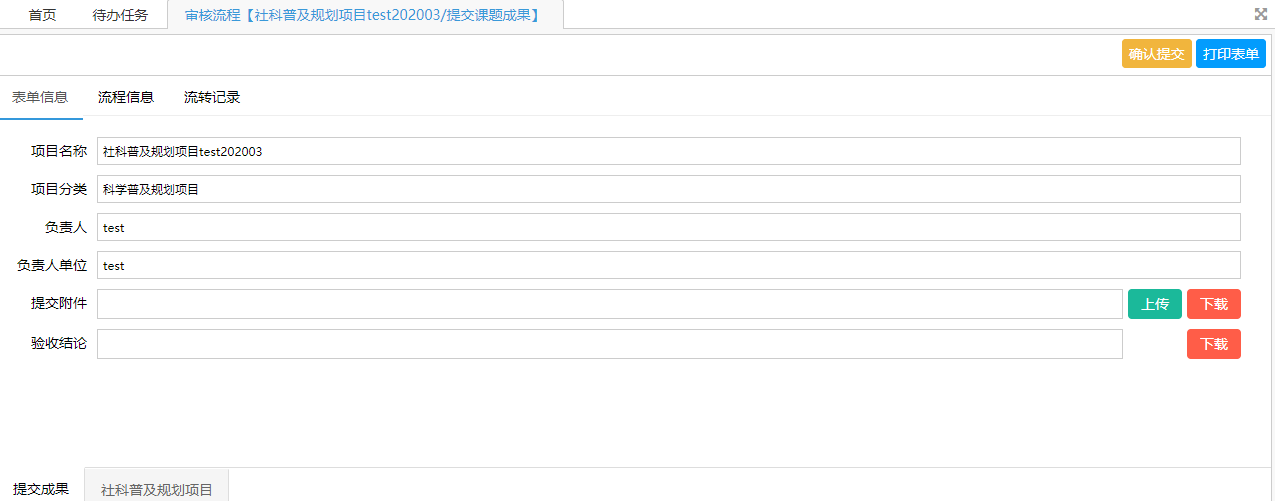 首页 待办任务 审核流程【社科普及规划项目test202003/提交课题成果】
确认提交 打印表单
表单信息 流程信息 流转记录
项目名称 社科普及规划项目test202003
项目分类 科学普及规划项目
负责人 test
负责人单位 test
提交附件 上传 下载
验收结论 下载
提交成果 社科普及规划项目